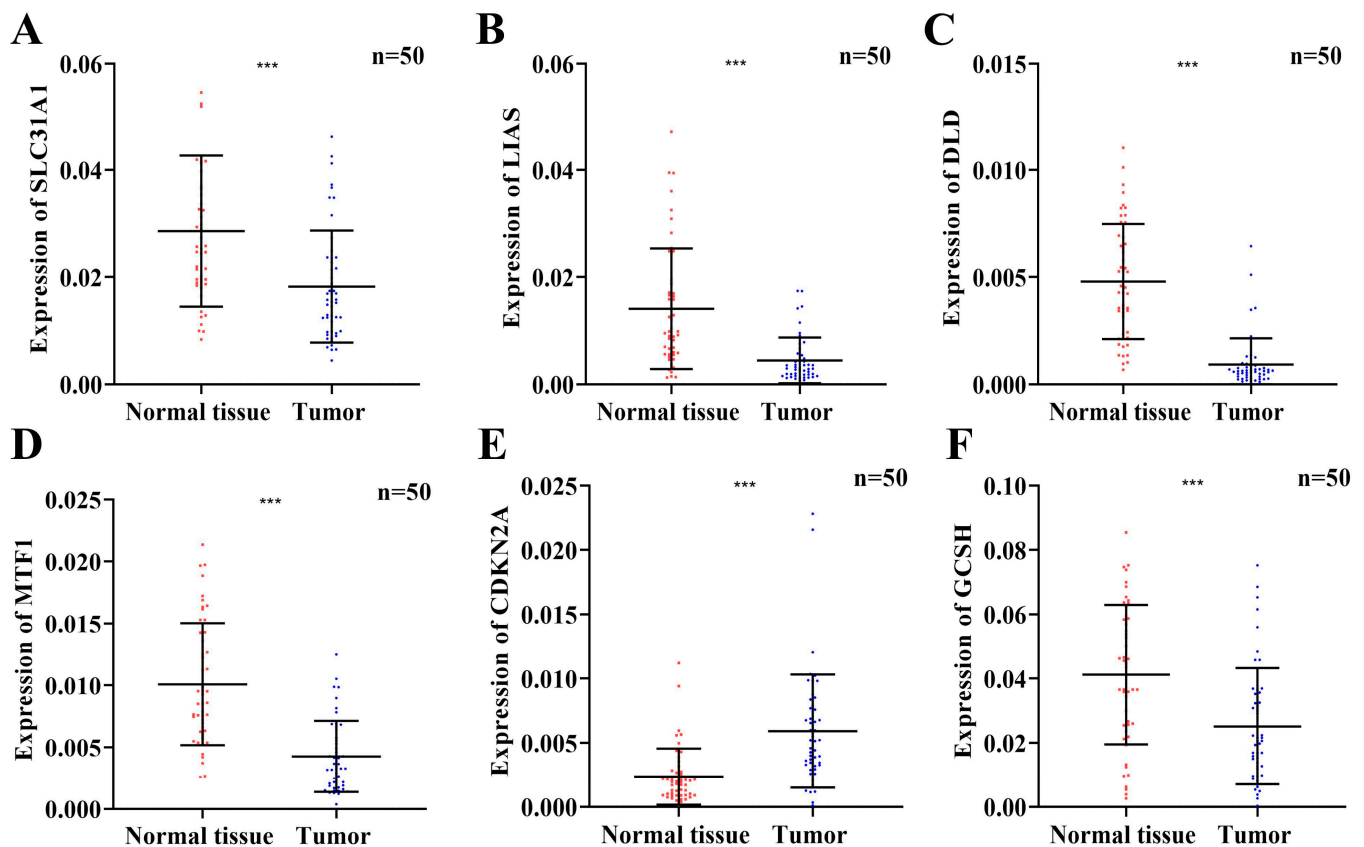 A
n=50
***
Expression of SLC31A1
0.06
0.04
0.02
0.00
Normal tissue
Tumor
B
n=50
***
Expression of LIAS
0.06
0.04
0.02
0.00
Normal tissue
Tumor
C
n=50
***
Expression of DLD
0.015
0.010
0.005
0.000
Normal tissue
Tumor
D
n=50
***
Expression of MTF1
0.025
0.020
0.015
0.010
0.005
0.000
Normal tissue
Tumor
E
n=50
***
Expression of CDKN2A
0.025
0.020
0.015
0.010
0.005
0.000
Normal tissue
Tumor
F
n=50
***
Expression of GCSH
0.10
0.08
0.06
0.04
0.02
0.00
Normal tissue
Tumor